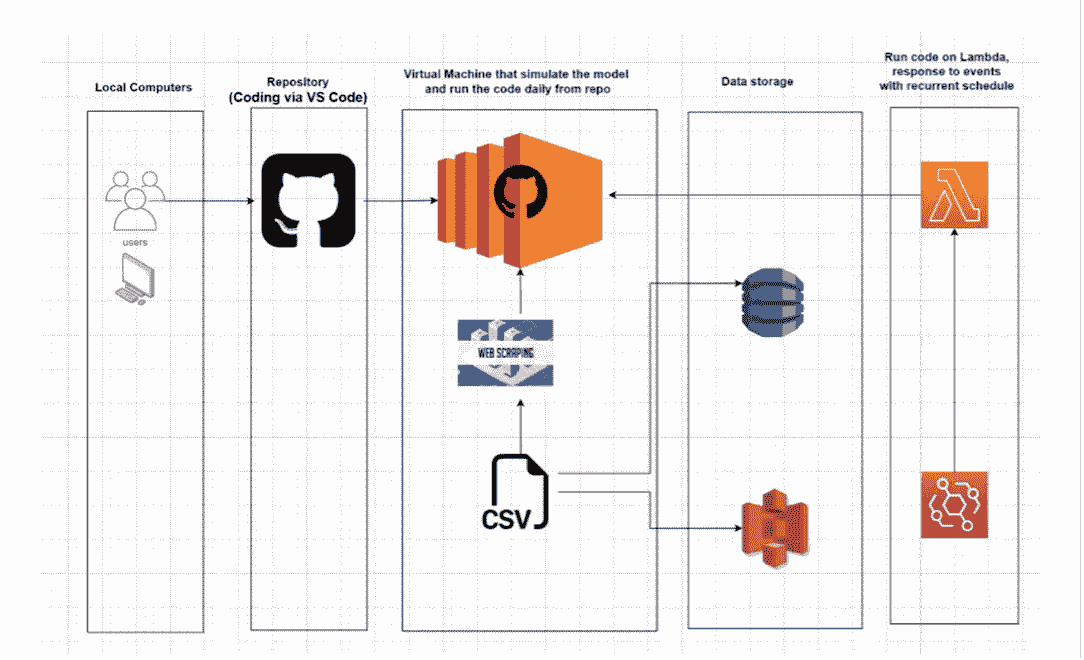 Local Computers
Repository
(Coding via VS Code)
Virtual Machine that simulate the model
and run the code daily from repo
Data storage
Run code on Lambda,
response to events
with recurrent schedule
users
WEB SCRAPING
CSV